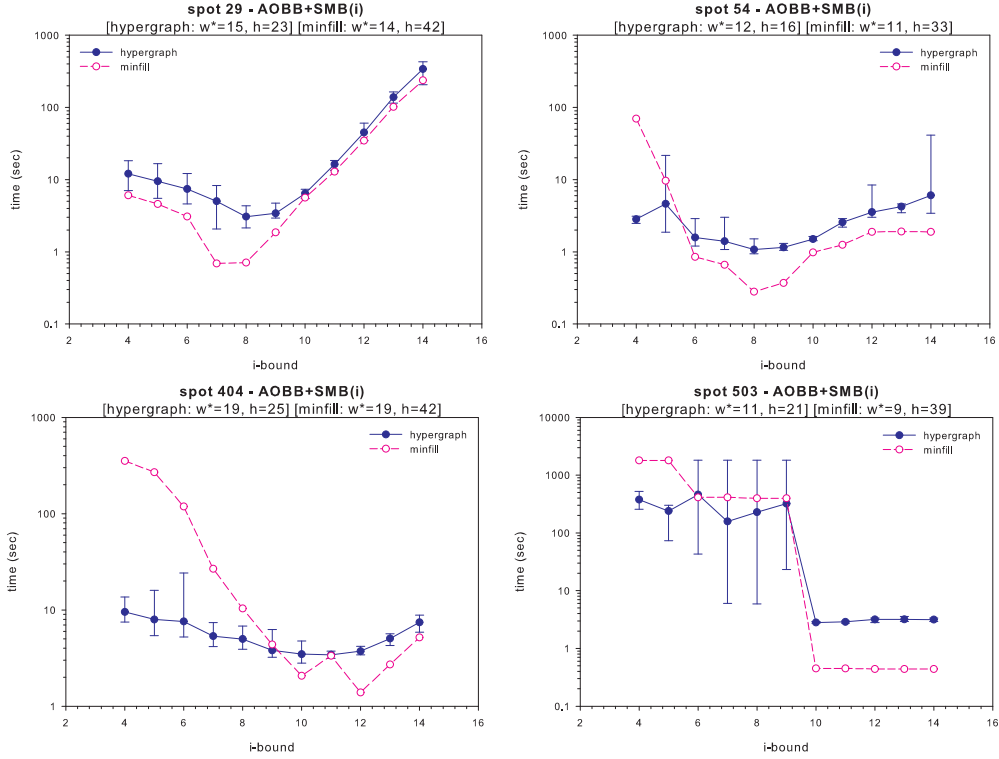 spot 29 - AOBB+SMB(i)
[hypergraph: w*=15, h=23] [minfill: w*=14, h=42]
1000
100
10
1
0.1
time (sec)
hypergraph
minfill
2
4
6
8
10
12
14
16
i-bound
spot 54 - AOBB+SMB(i)
[hypergraph: w*=12, h=16] [minfill: w*=11, h=33]
1000
100
10
1
0.1
time (sec)
hypergraph
minfill
2
4
6
8
10
12
14
16
i-bound
spot 404 - AOBB+SMB(i)
[hypergraph: w*=19, h=25] [minfill: w*=19, h=42]
1000
100
10
1
time (sec)
hypergraph
minfill
2
4
6
8
10
12
14
16
i-bound
spot 503 - AOBB+SMB(i)
[hypergraph: w*=11, h=21] [minfill: w*=9, h=39]
10000
1000
100
10
1
0.1
time (sec)
hypergraph
minfill
2
4
6
8
10
12
14
16
i-bound